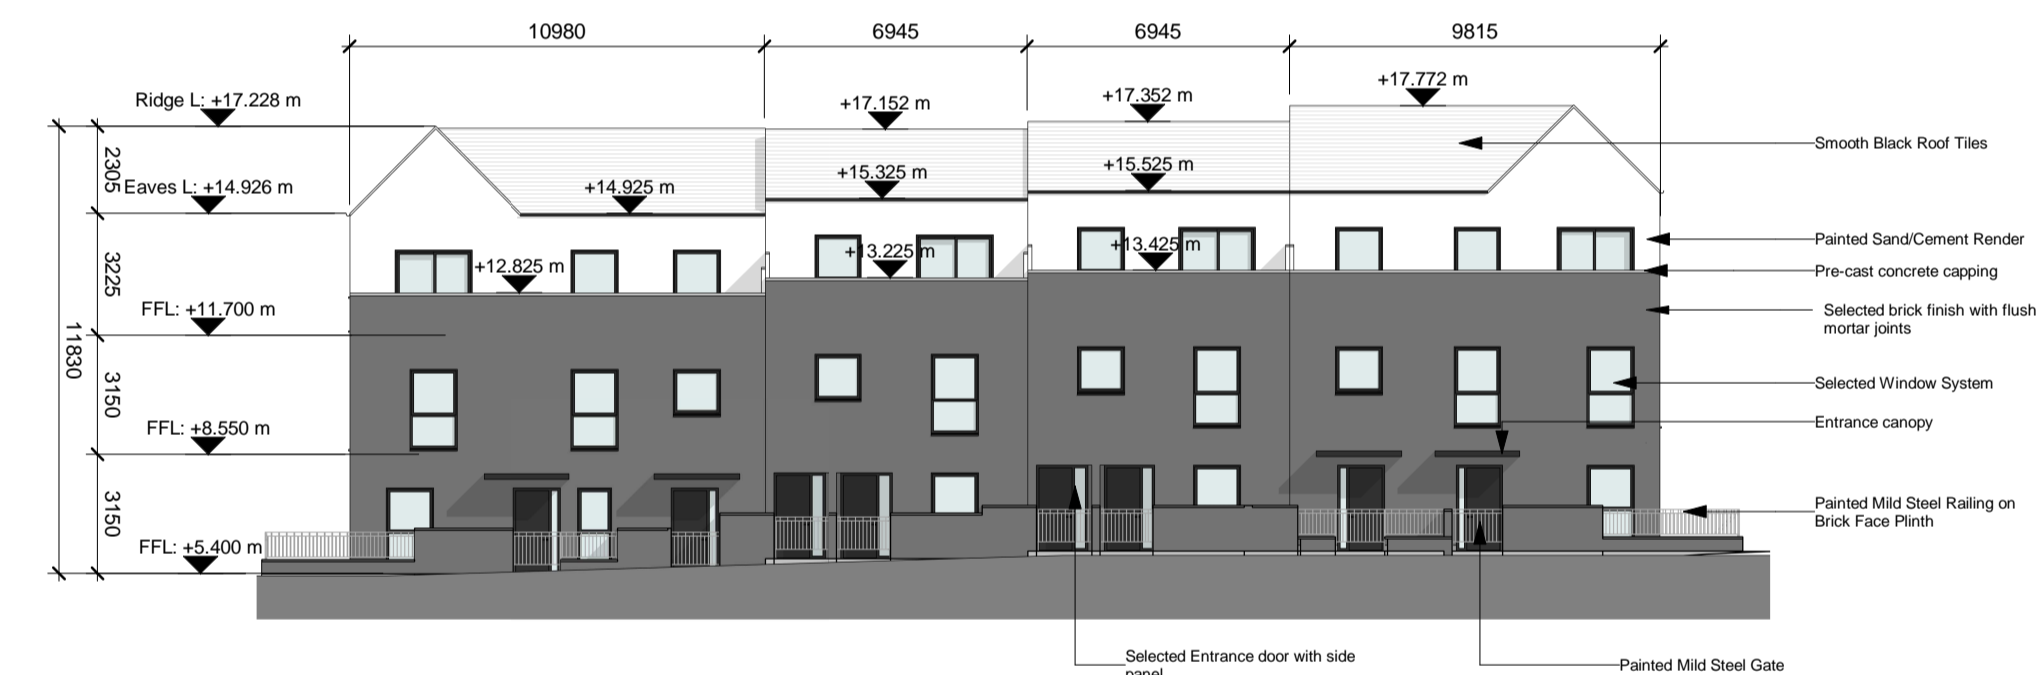 10980
6945
6945
9815
Ridge L: +17.228 m
+17.152 m
+17.352 m
+17.772 m
2305
Eaves L: +14.926 m
+14.925 m
+15.325 m
+15.525 m
Smooth Black Roof Tiles
3225
+12.825 m
+13.225 m
+13.425 m
Painted Sand/Cement Render
Pre-cast concrete capping
FFL: +11.700 m
Selected brick finish with flush
mortar joints
11830
3150
Selected Window System
FFL: +8.550 m
Entrance canopy
3150
Painted Mild Steel Railing on
Brick Face Plinth
FFL: +5.400 m
Selected Entrance door with side
panel
Painted Mild Steel Gate